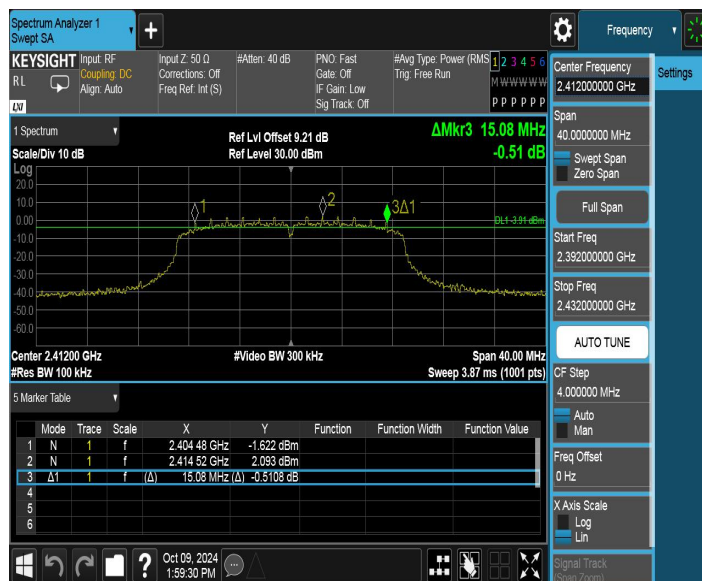 Spectrum Analyzer 1
Swept SA
+
Frequency
KEYSIGHT
RL
LNI
Input: RF
Coupling: DC
Align: Auto
Input Z: 50 Ω
Corrections: Off
Freq Ref: Int (S)
#Atten: 40 dB
PNO: Fast
Gate: Off
IF Gain: Low
Sig Track: Off
#Avg Type: Power (RMS
Trig: Free Run
1 2 3 4 5 6
M W W W W W
P P P P P P
1 Spectrum
Scale/Div 10 dB
Ref Lvl Offset 9.21 dB
Ref Level 30.00 dBm
ΔMkr3 15.08 MHz
-0.51 dB
Log
20.0
10.0
0.00
-10.0
-20.0
-30.0
-40.0
-50.0
-60.0
1
2
3Δ1
DL1 -3.91 dBm
Center 2.41200 GHz
#Video BW 300 kHz
Span 40.00 MHz
#Res BW 100 kHz
Sweep 3.87 ms (1001 pts)
5 Marker Table
Mode Trace Scale X Y Function Function Width Function Value
1 N 1 f 2.404 48 GHz -1.622 dBm
2 N 1 f 2.414 52 GHz 2.093 dBm
3 Δ1 1 f (Δ) 15.08 MHz (Δ) -0.5108 dB
4
5
6
?
Oct 09, 2024
1:59:30 PM
Center Frequency
2.412000000 GHz
Span
40.0000000 MHz
Swept Span
Zero Span
Full Span
Start Freq
2.392000000 GHz
Stop Freq
2.432000000 GHz
AUTO TUNE
CF Step
4.000000 MHz
Auto
Man
Freq Offset
0 Hz
X Axis Scale
Log
Lin
Signal Track
(Span Zoom)
Settings